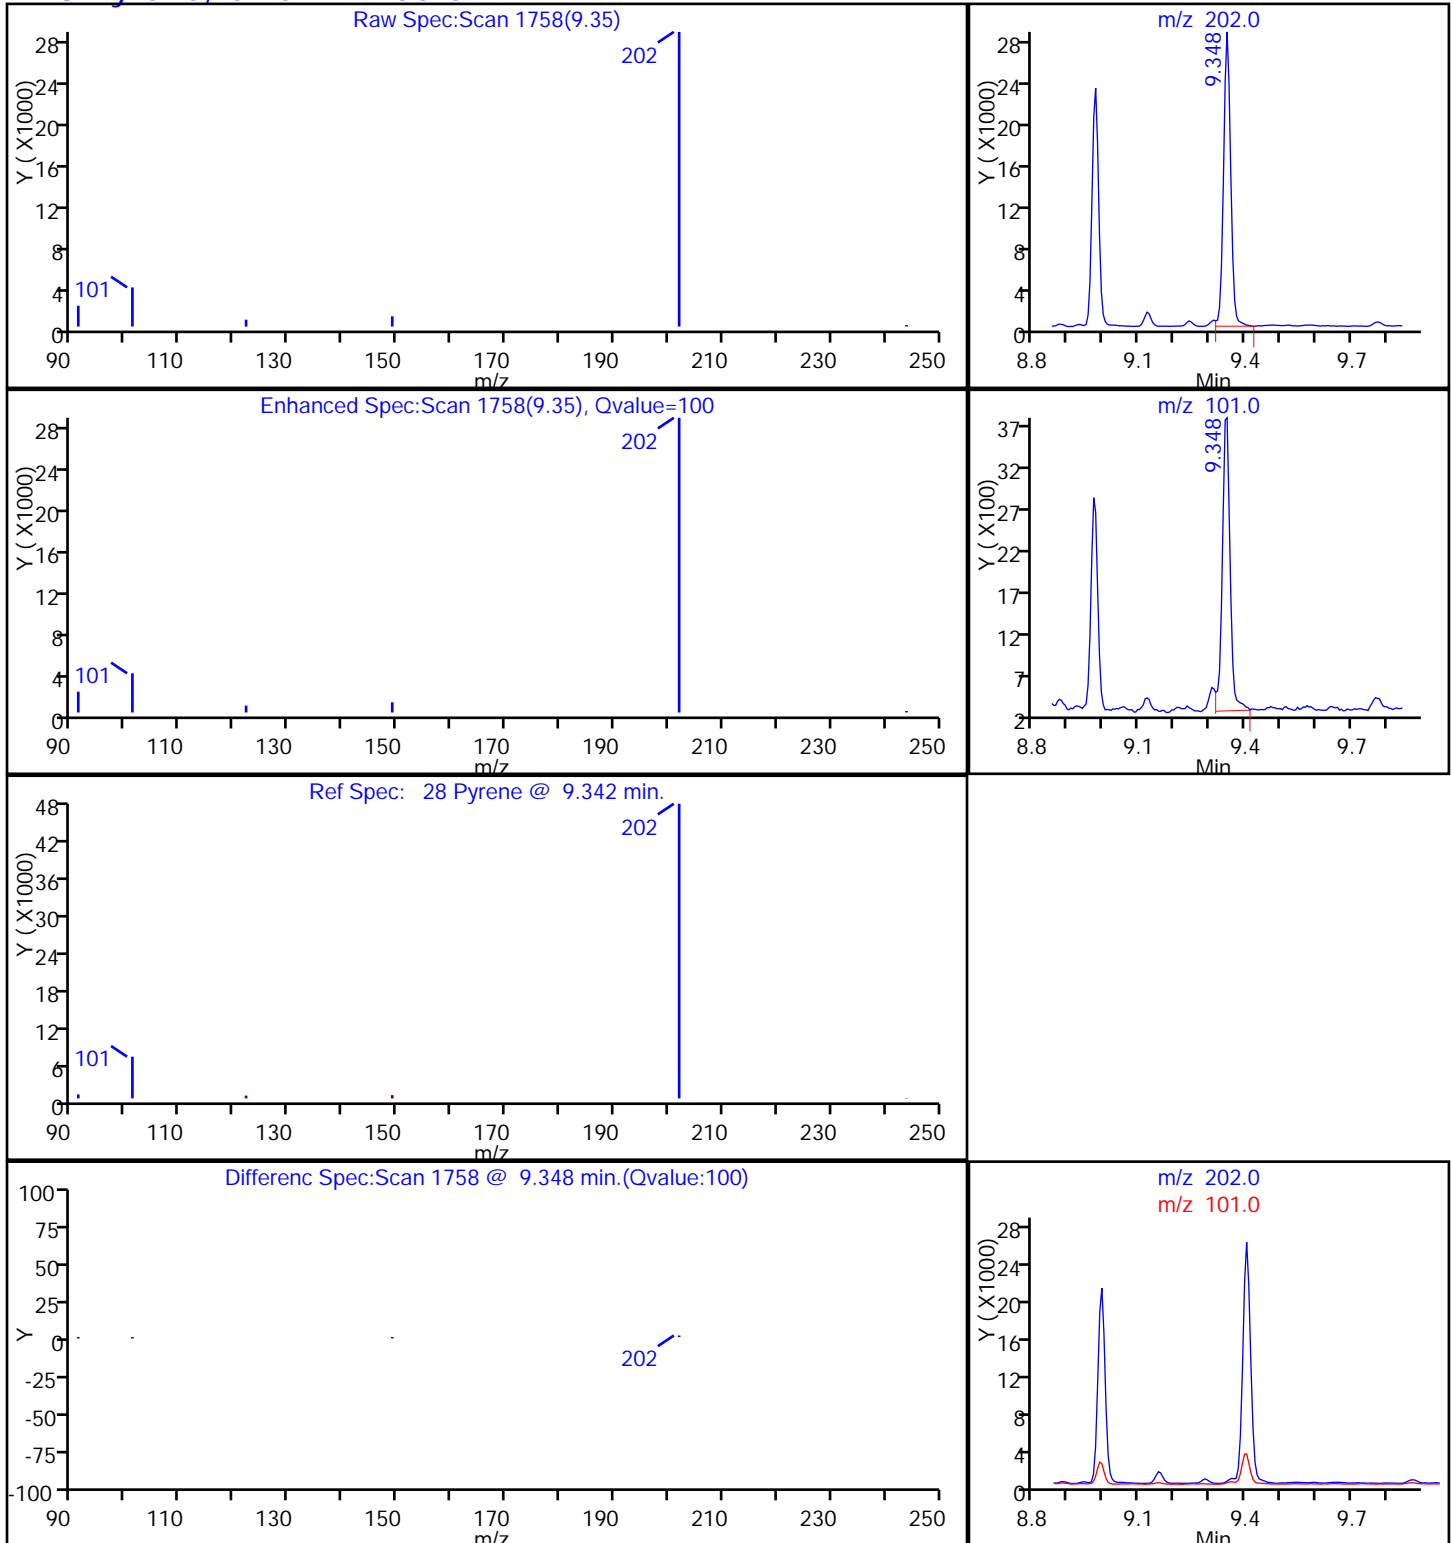 Raw Spec:Scan 1758(9.35)
Y ( X1000)
28
24
20
16
12
8
4
0
202
101
90 110 130 150 170 190 210 230 250
m/z
m/z 202.0
Y ( X1000)
28
24
20
16
12
8
4
0
9.348
8.8 9.1 9.4 9.7
Min
Enhanced Spec:Scan 1758(9.35), Qvalue=100
Y ( X1000)
28
24
20
16
12
8
4
0
202
101
90 110 130 150 170 190 210 230 250
m/z
m/z 101.0
Y ( X100)
37
32
27
22
17
12
7
2
9.348
8.8 9.1 9.4 9.7
Min
Ref Spec: 28 Pyrene @ 9.342 min.
Y ( X1000)
48
42
36
30
24
18
12
6
0
202
101
90 110 130 150 170 190 210 230 250
m/z
Differenc Spec:Scan 1758 @ 9.348 min.(Qvalue:100)
Y
100
75
50
25
0
-25
-50
-75
-100
202
90 110 130 150 170 190 210 230 250
m/z
m/z 202.0
m/z 101.0
Y ( X1000)
28
24
20
16
12
8
4
0
8.8 9.1 9.4 9.7
Min